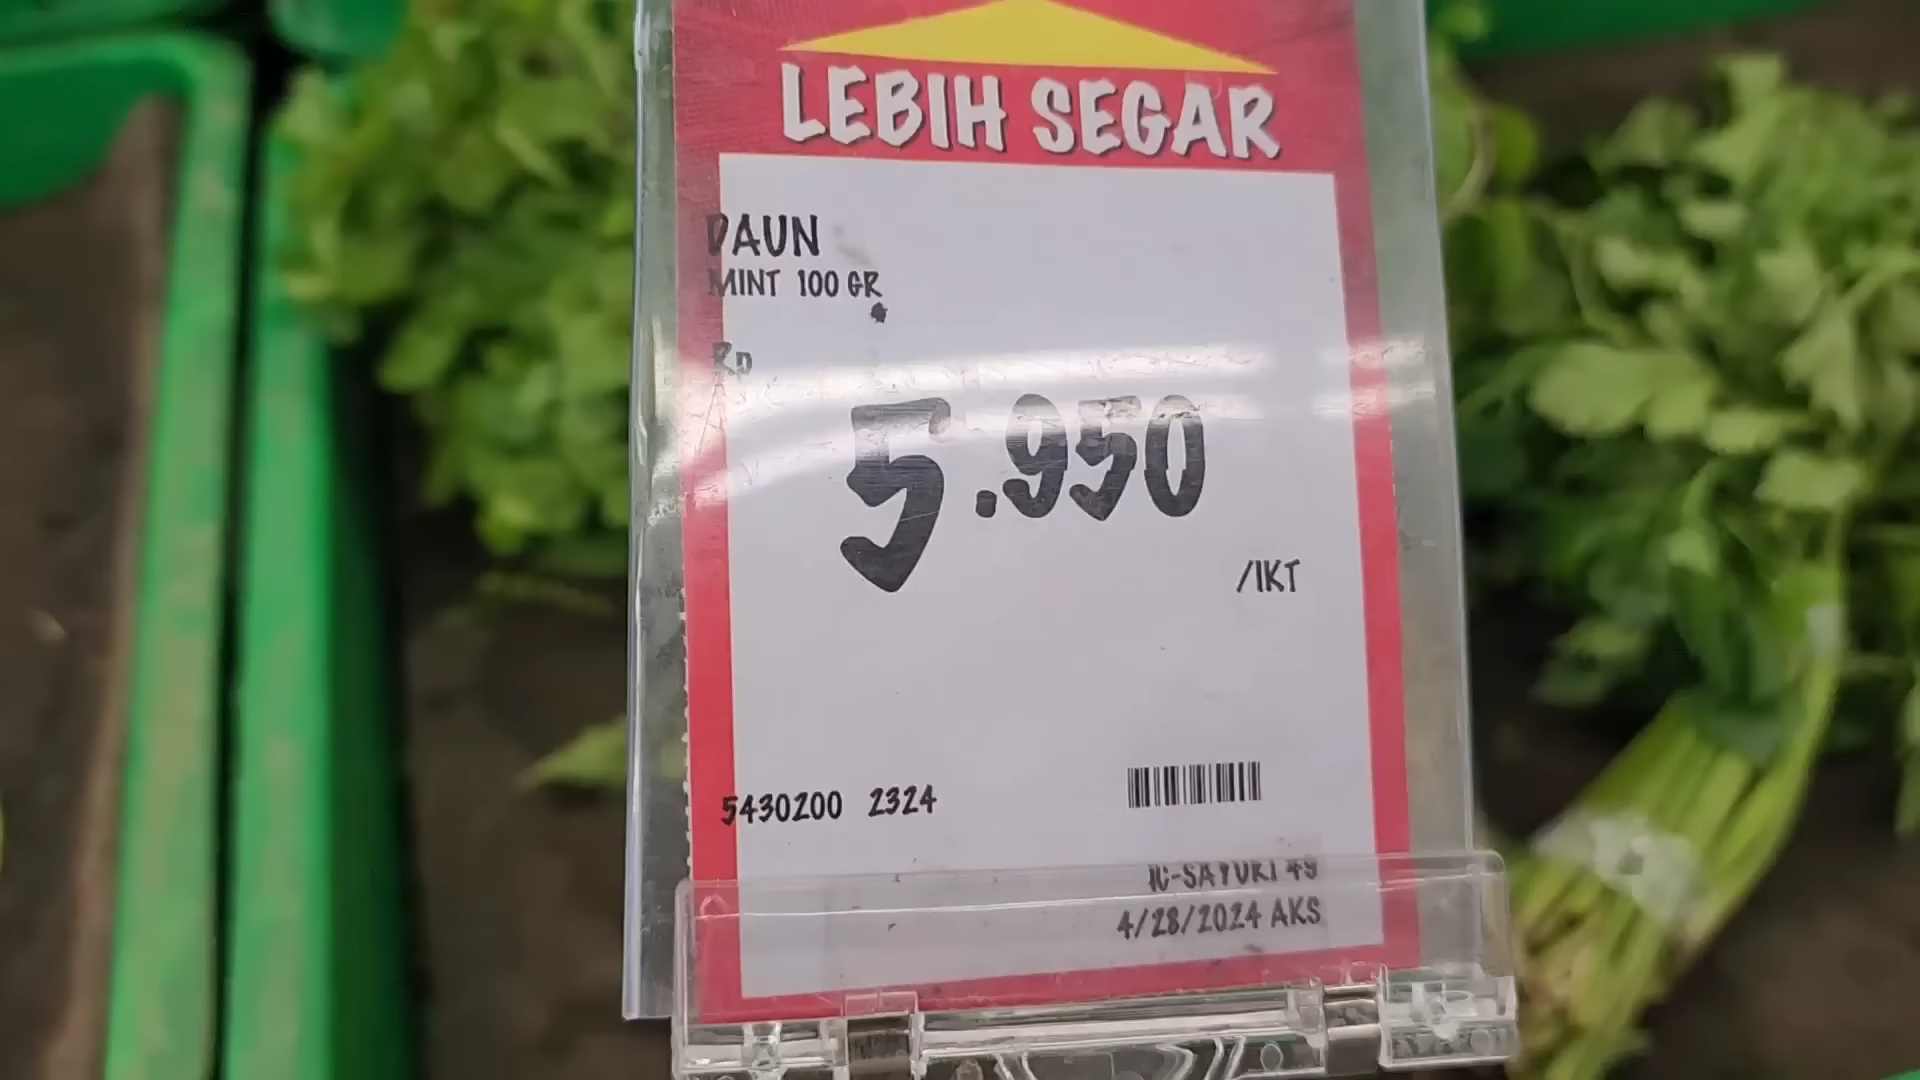 LEBIH SEGAR
DAUN
MINT 100 GR
Rp
5.950
/IKT
5430200 2324
4/28/2024 AKS